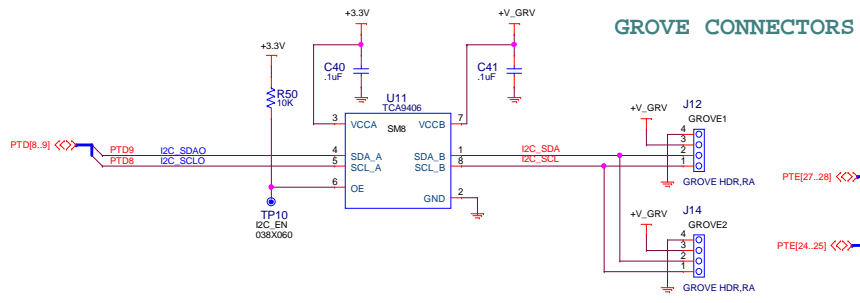 GROVE CONNECTORS
+3.3V
+V_GRV
+3.3V
C40
.1uF
C41
.1uF
R50
10K
U11
TCA9406
SM8
3
VCCA
VCCB
7
PTD[8..9]
PTD9
I2C_SDAO
4
SDA_A
SDA_B
1
I2C_SDA
PTD8
I2C_SCLO
5
SCL_A
SCL_B
8
I2C_SCL
6
OE
GND
2
TP10
I2C_EN
038X060
J12
+V_GRV
GROVE1
4
3
2
1
GROVE HDR,RA
PTE[27..28]
J14
+V_GRV
GROVE2
4
3
2
1
GROVE HDR,RA
PTE[24..25]